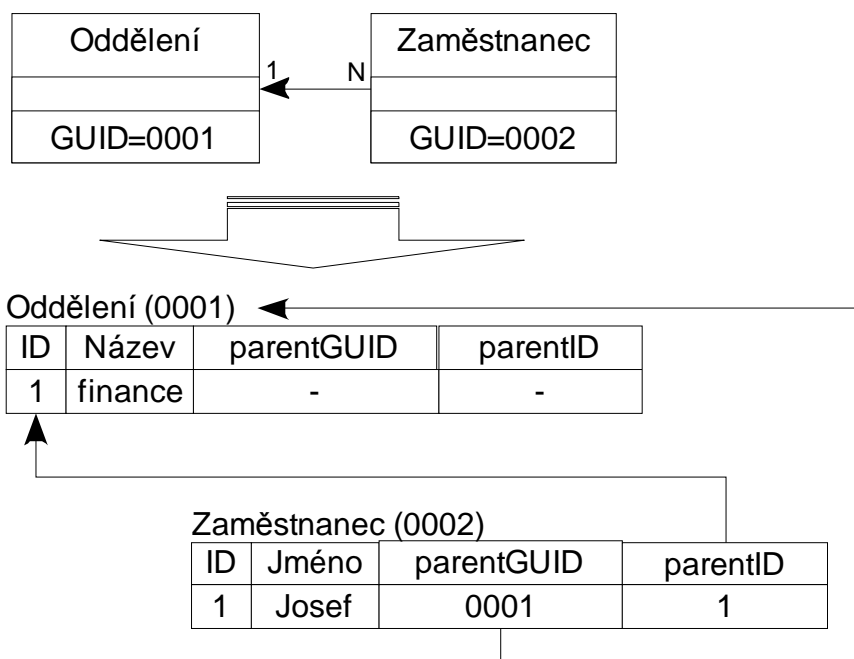 Oddělení Zaměstnanec
1 N
GUID=0001 GUID=0002
Oddělení (0001)
ID Název parentGUID parentID
1 finance - -
Zaměstnanec (0002)
ID Jméno parentGUID parentID
1 Josef 0001 1